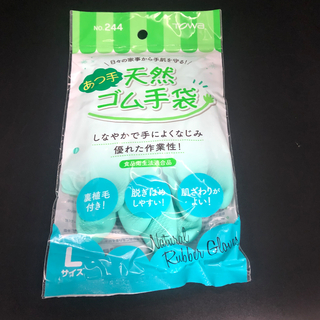 NO.244
Towa
日々の家事から手肌を守る!
あつ手
天然
ゴム手袋
しなやかで手によくなじみ
優れた作業性!
食品衛生法適合品
裏植毛
付き!
脱ぎはめ
しやすい!
肌ざわりが
よい!
Natural
Rubber Gloves
L
サイズ